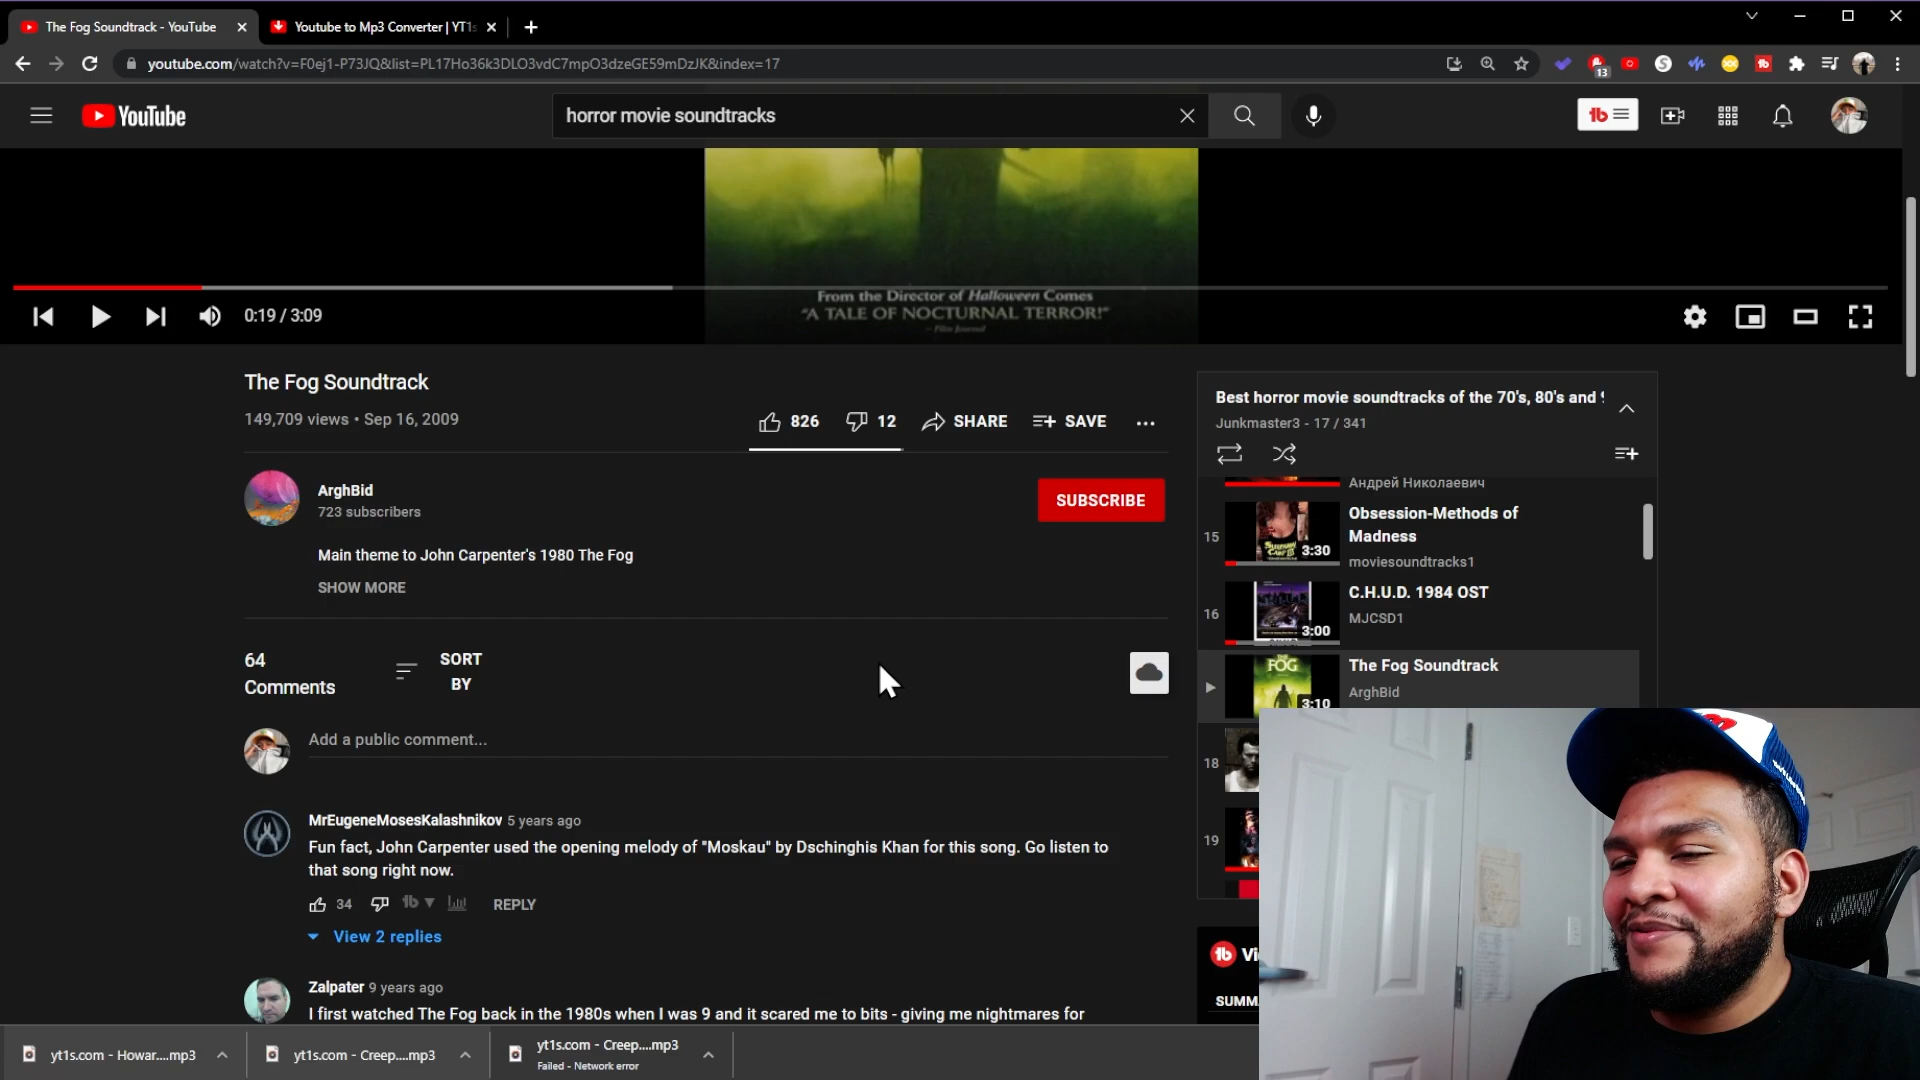 The Fog Soundtrack - YouTube
Youtube to Mp3 Converter | YT1s
youtube.com/watch?v=F0ej1-P73JQ&list=PL17Ho36k3DLO3vdC7mpO3dzeGE59mDzJK&index=17
13
YouTube
horror movie soundtracks
From the Director of Halloween Comes
"A TALE OF NOCTURNAL TERROR!"
– Film Journal
0:19 / 3:09
The Fog Soundtrack
149,709 views • Sep 16, 2009
826
12
SHARE
SAVE
ArghBid
723 subscribers
SUBSCRIBE
Main theme to John Carpenter's 1980 The Fog
SHOW MORE
64
Comments
SORT
BY
Add a public comment...
MrEugeneMosesKalashnikov 5 years ago
Fun fact, John Carpenter used the opening melody of "Moskau" by Dschinghis Khan for this song. Go listen to
that song right now.
34
REPLY
View 2 replies
Zalpater 9 years ago
I first watched The Fog back in the 1980s when I was 9 and it scared me to bits - giving me nightmares for
Best horror movie soundtracks of the 70's, 80's and
Junkmaster3 - 17 / 341
Андрей Николаевич
15
3:30
Obsession-Methods of
Madness
moviesoundtracks1
16
3:00
C.H.U.D. 1984 OST
MJCSD1
THE
FOG
3:10
The Fog Soundtrack
ArghBid
18
19
Vi
SUMM
yt1s.com - Howar....mp3
yt1s.com - Creep....mp3
yt1s.com - Creep....mp3
Failed - Network error